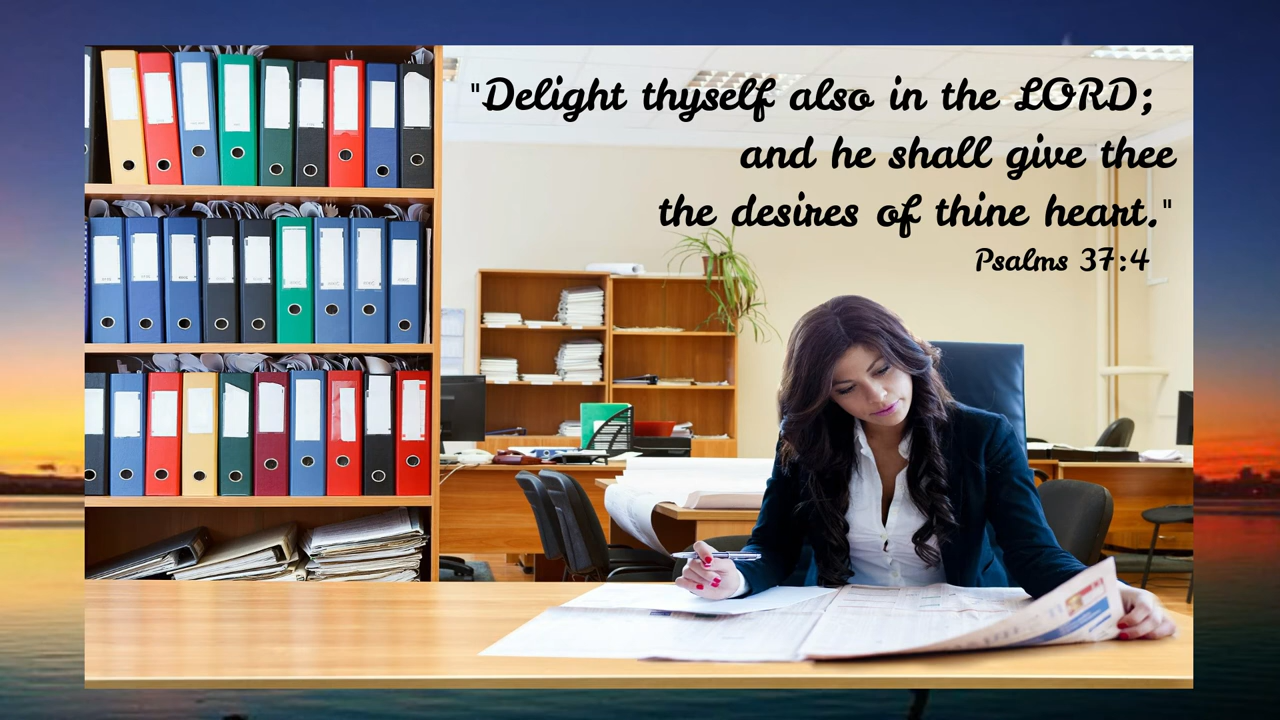 "Delight thyself also in the LORD;
and he shall give thee
the desires of thine heart."
Psalms 37:4